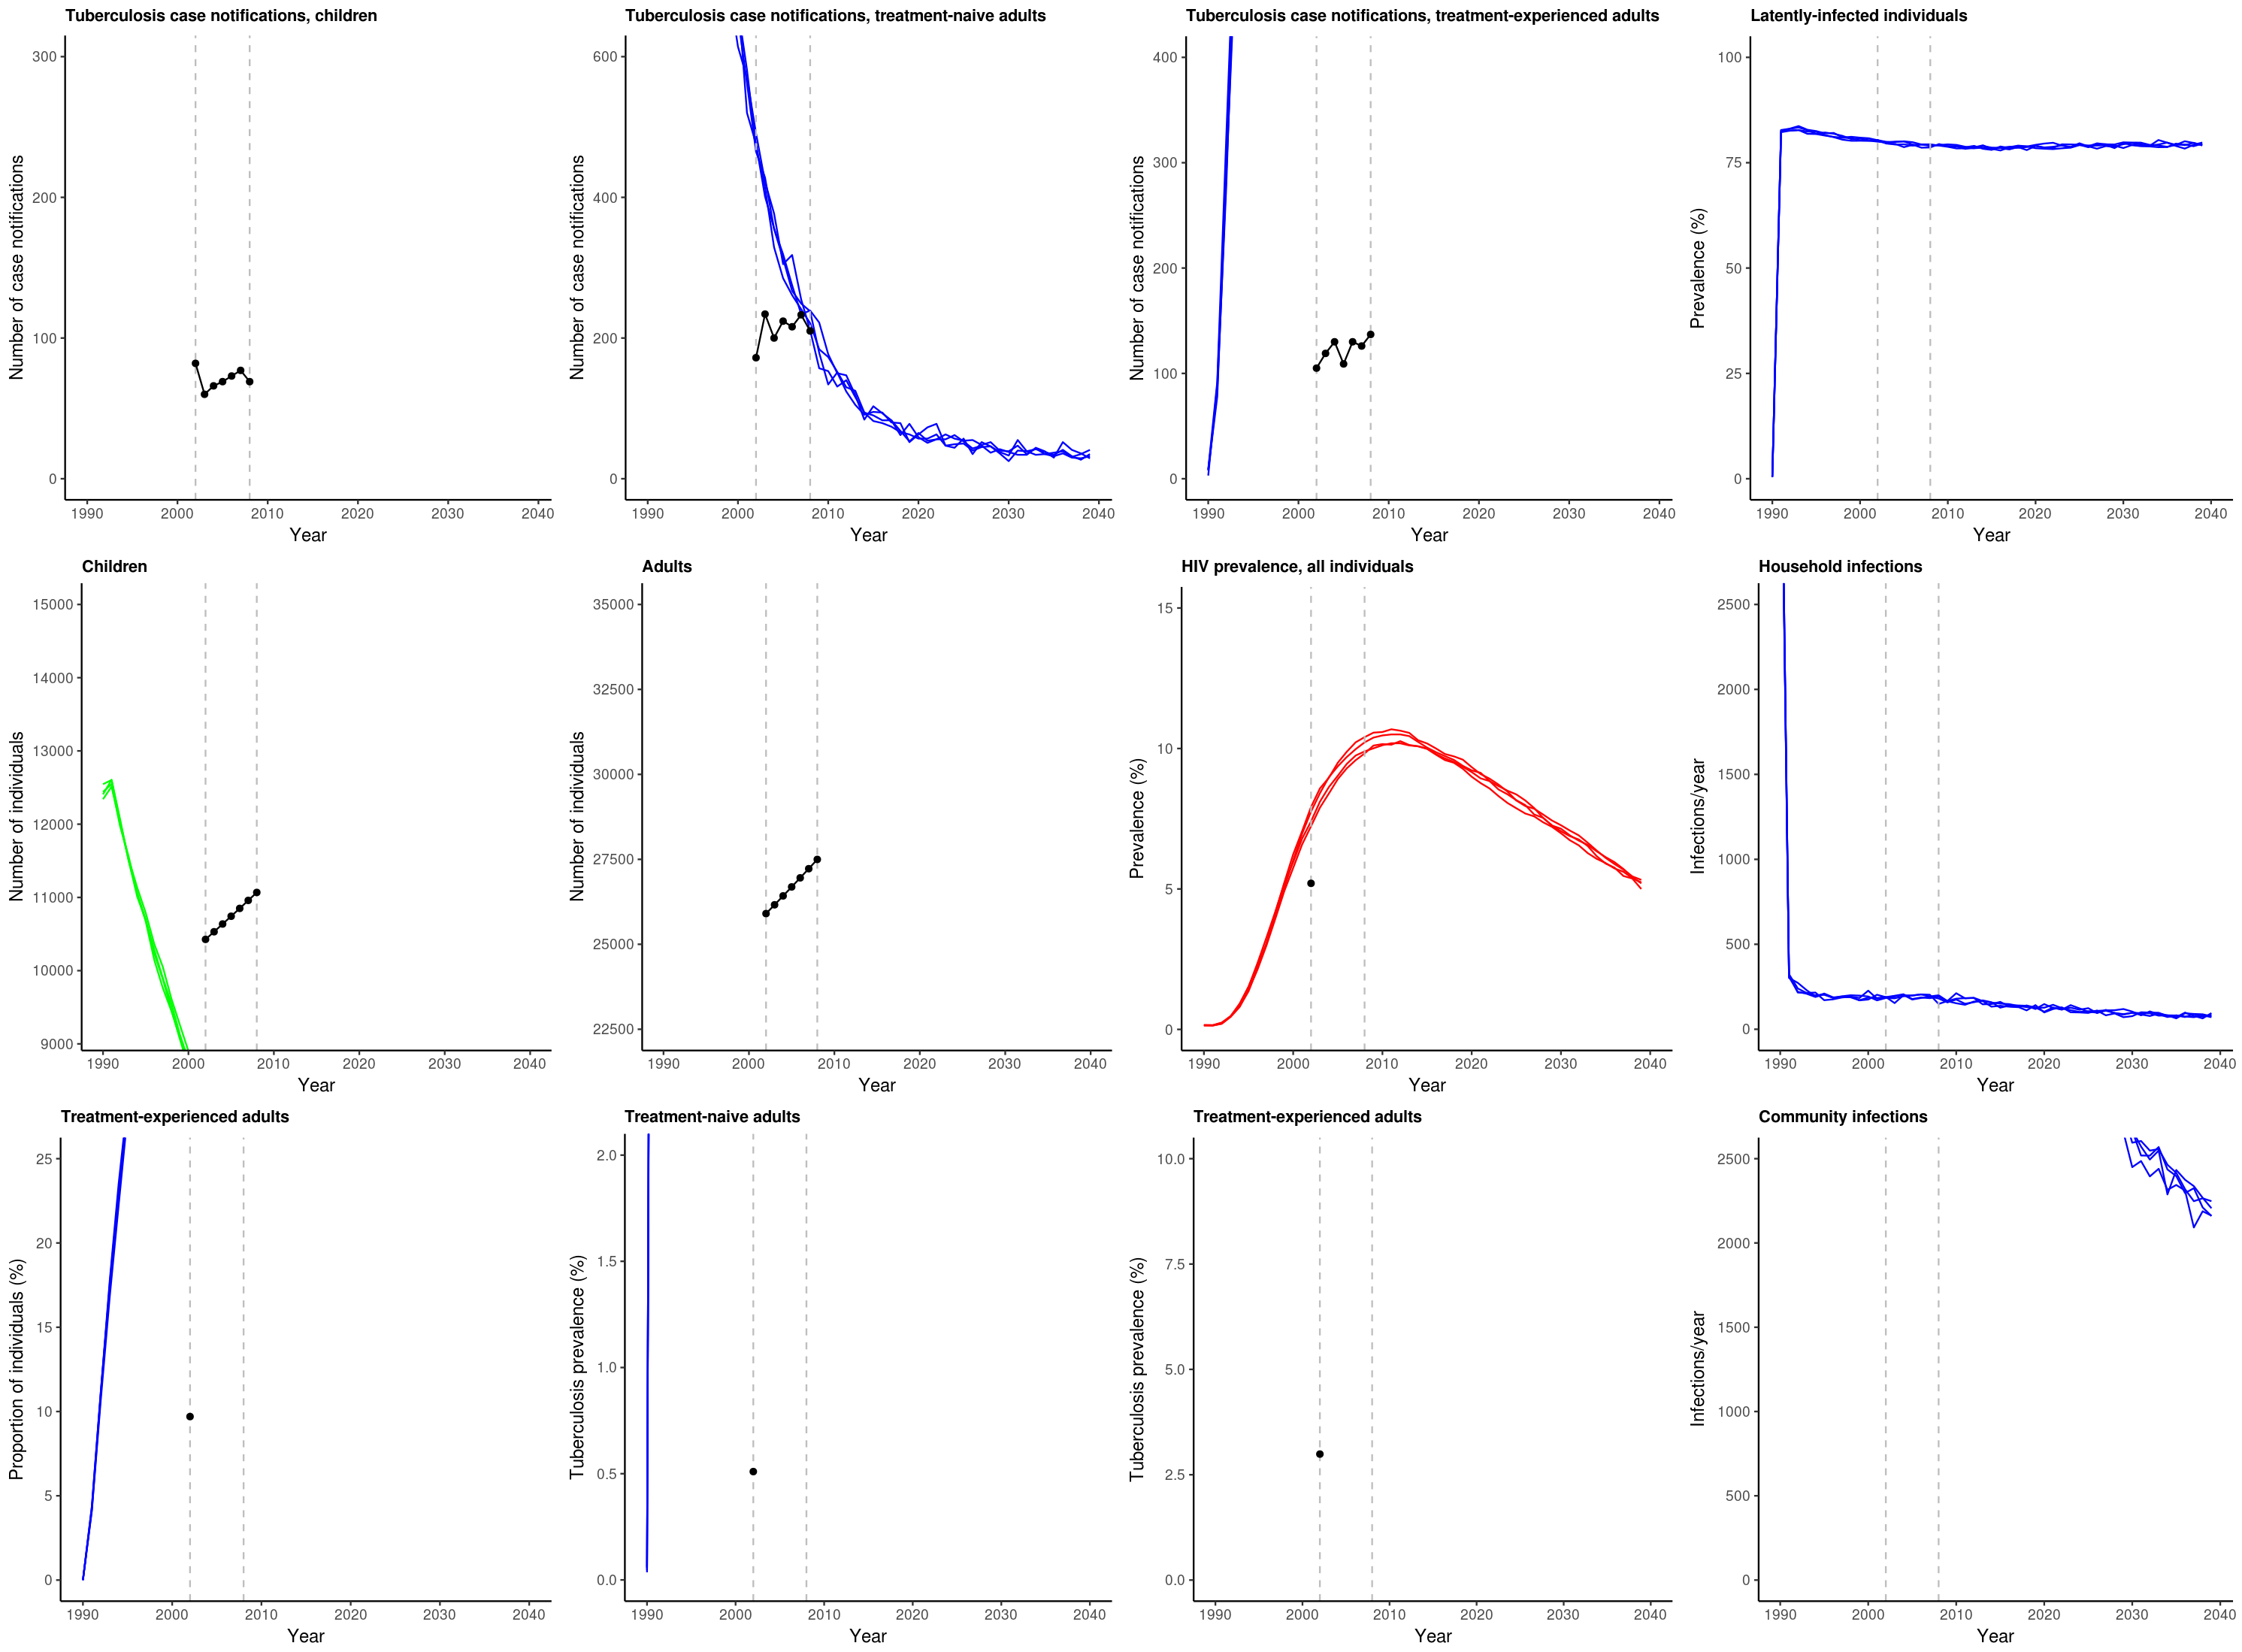 Tuberculosis case notifications, children
Number of case notifications
300
200
100
0
1990 2000 2010 2020 2030 2040
Year
Tuberculosis case notifications, treatment-naive adults
Number of case notifications
600
400
200
0
1990 2000 2010 2020 2030 2040
Year
Tuberculosis case notifications, treatment-experienced adults
Number of case notifications
400
300
200
100
0
1990 2000 2010 2020 2030 2040
Year
Latently-infected individuals
Prevalence (%)
100
75
50
25
0
1990 2000 2010 2020 2030 2040
Year
Children
Number of individuals
15000
14000
13000
12000
11000
10000
9000
1990 2000 2010 2020 2030 2040
Year
Adults
Number of individuals
35000
32500
30000
27500
25000
22500
1990 2000 2010 2020 2030 2040
Year
HIV prevalence, all individuals
Prevalence (%)
15
10
5
0
1990 2000 2010 2020 2030 2040
Year
Household infections
Infections/year
2500
2000
1500
1000
500
0
1990 2000 2010 2020 2030 2040
Year
Treatment-experienced adults
Proportion of individuals (%)
25
20
15
10
5
0
1990 2000 2010 2020 2030 2040
Year
Treatment-naive adults
Tuberculosis prevalence (%)
2.0
1.5
1.0
0.5
0.0
1990 2000 2010 2020 2030 2040
Year
Treatment-experienced adults
Tuberculosis prevalence (%)
10.0
7.5
5.0
2.5
0.0
1990 2000 2010 2020 2030 2040
Year
Community infections
Infections/year
2500
2000
1500
1000
500
0
1990 2000 2010 2020 2030 2040
Year